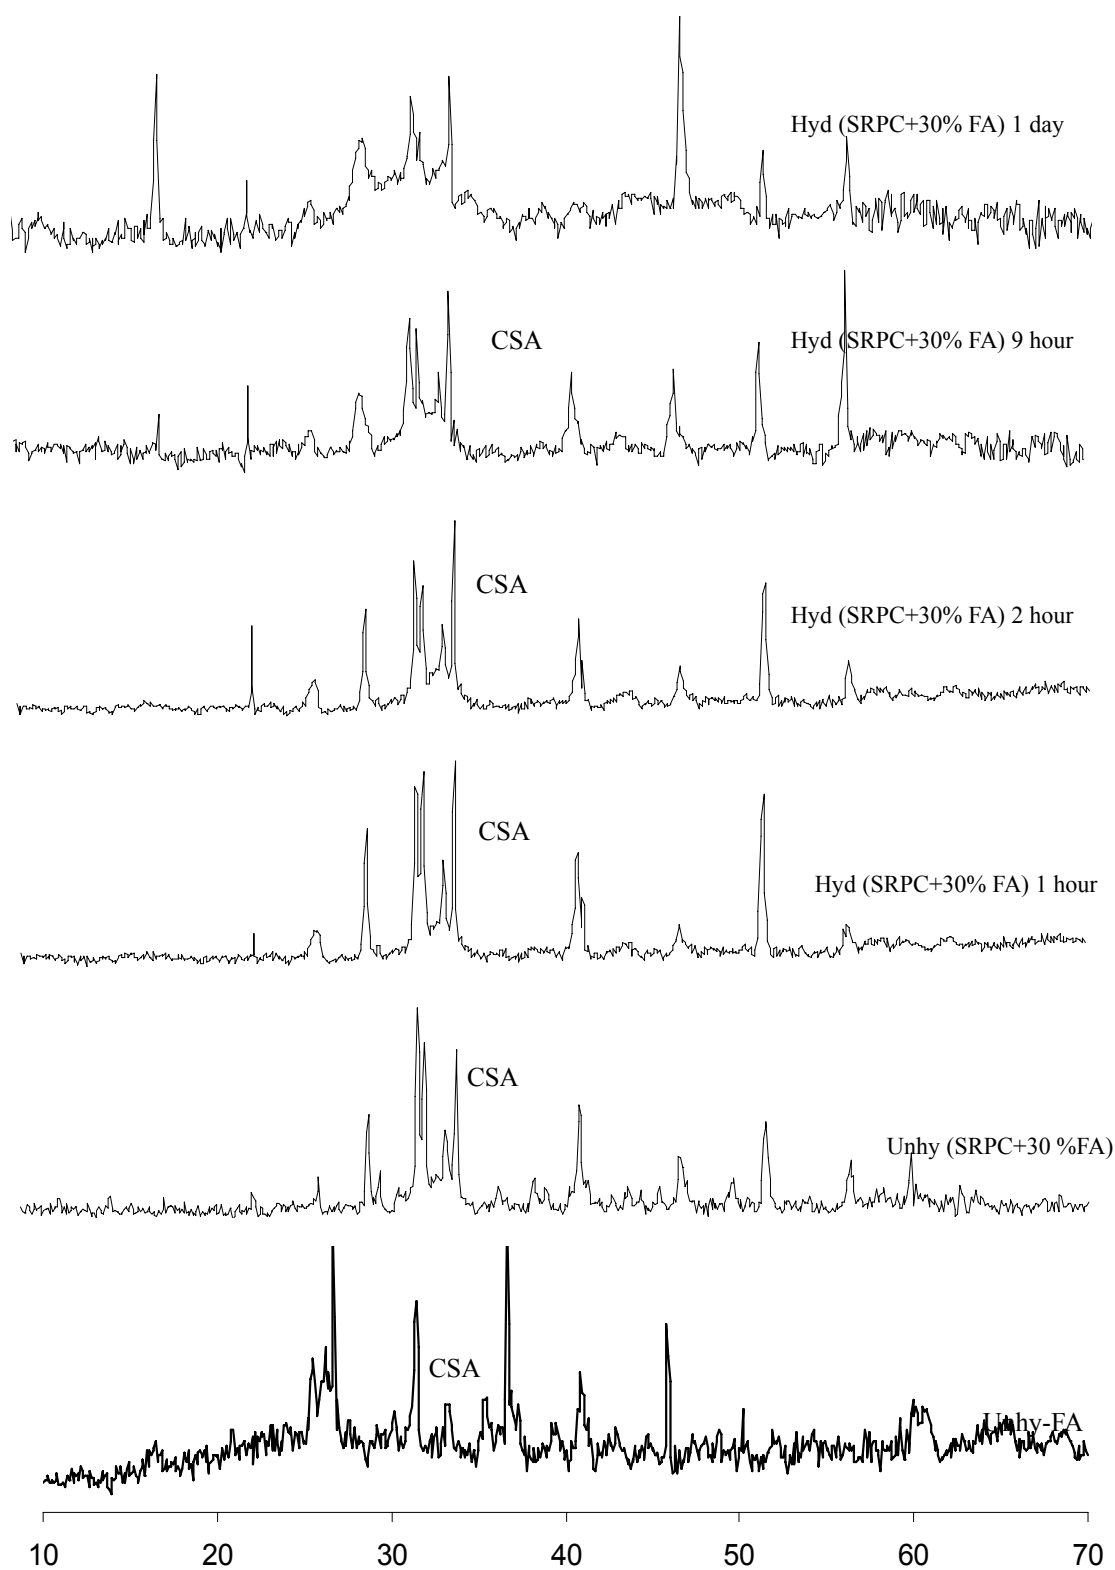 Hyd (SRPC+30% FA) 1 day
CSA
Hyd (SRPC+30% FA) 9 hour
CSA
Hyd (SRPC+30% FA) 2 hour
CSA
Hyd (SRPC+30% FA) 1 hour
CSA
Unhy (SRPC+30 %FA)
CSA
Unhy-FA
10 20 30 40 50 60 70